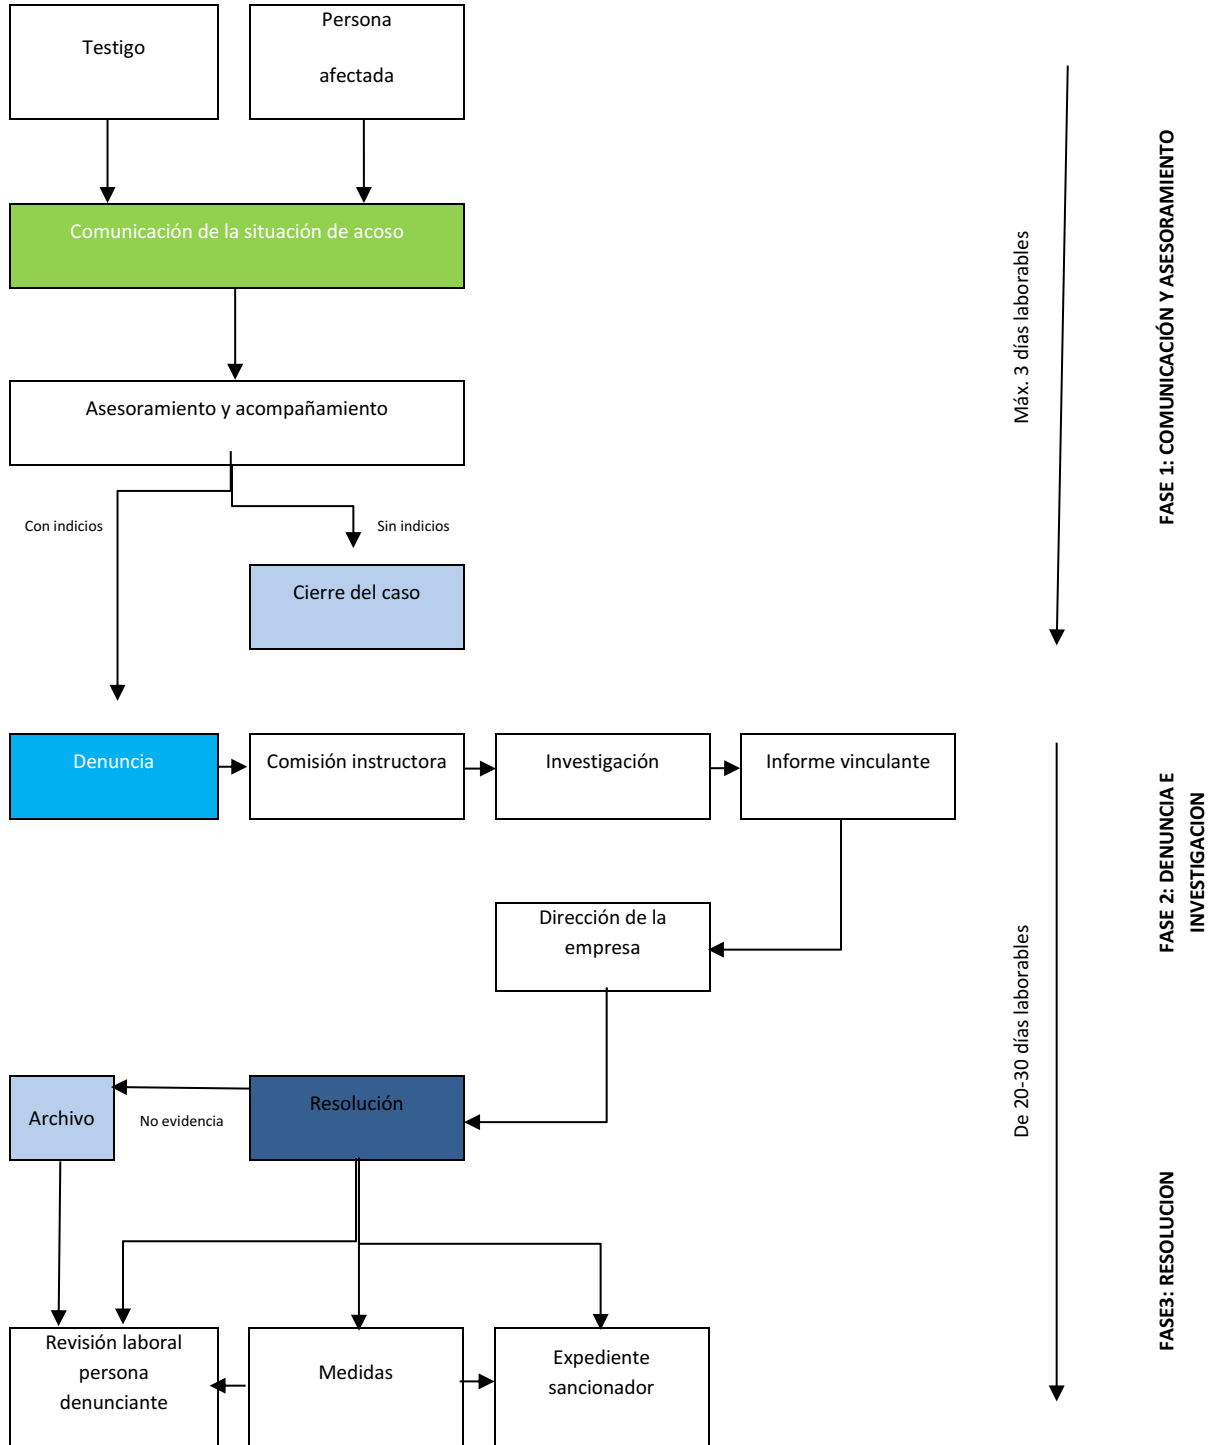 Testigo
Persona
afectada
Comunicación de la situación de acoso
Asesoramiento y acompañamiento
Con indicios
Sin indicios
Cierre del caso
Máx. 3 días laborables
FASE 1: COMUNICACIÓN Y ASESORAMIENTO
Denuncia
Comisión instructora
Investigación
Informe vinculante
Dirección de la
empresa
FASE 2: DENUNCIA E
INVESTIGACION
De 20-30 días laborables
Archivo
No evidencia
Resolución
Revisión laboral
persona
denunciante
Medidas
Expediente
sancionador
FASE3: RESOLUCION